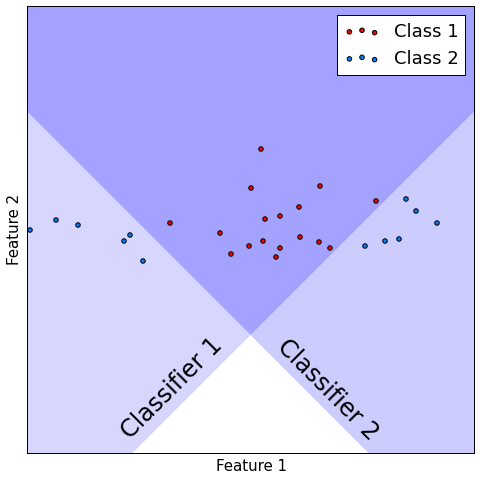 Class 1
Class 2
Feature 2
Classifier 1
Classifier 2
Feature 1